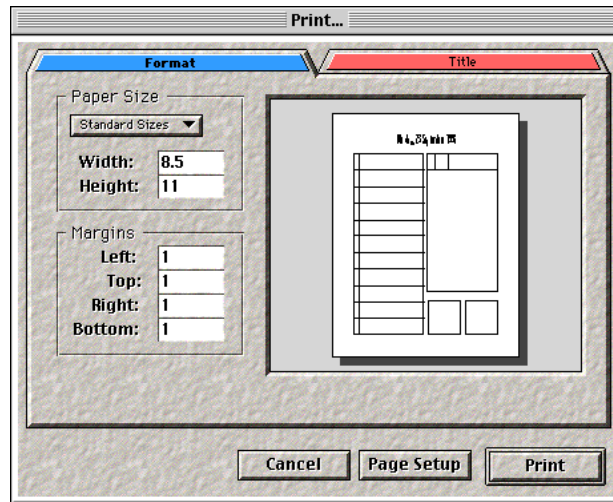 Print...
Format
Title
Paper Size
Standard Sizes
Width: 8.5
Height: 11
Margins
Left: 1
Top: 1
Right: 1
Bottom: 1
Cancel
Page Setup
Print